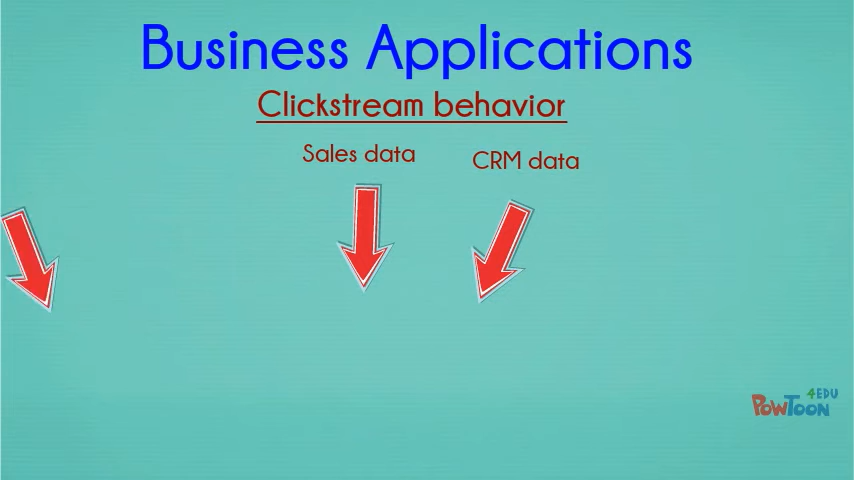 Business Applications
Clickstream behavior
Sales data
CRM data
4EDU
POWTOON